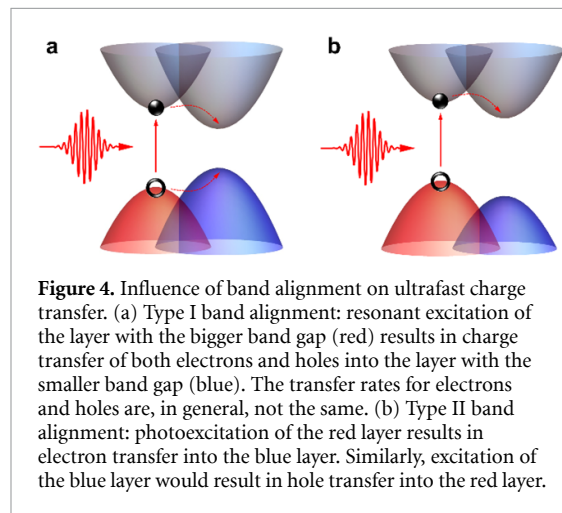 a
b
Figure 4. Influence of band alignment on ultrafast charge
transfer. (a) Type I band alignment: resonant excitation of
the layer with the bigger band gap (red) results in charge
transfer of both electrons and holes into the layer with the
smaller band gap (blue). The transfer rates for electrons
and holes are, in general, not the same. (b) Type II band
alignment: photoexcitation of the red layer results in
electron transfer into the blue layer. Similarly, excitation of
the blue layer would result in hole transfer into the red layer.